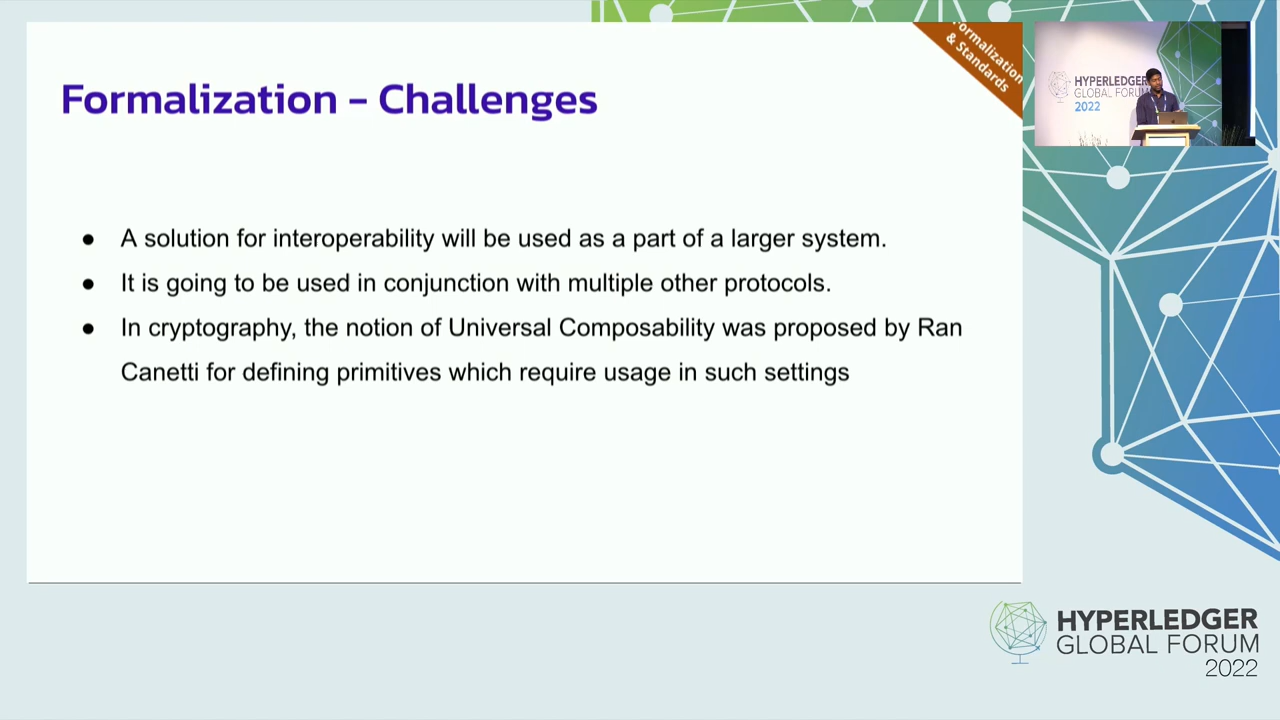 Formalization – Challenges
Formalization
& Standards
HYPERLEDGER
GLOBAL FORUM
2022
● A solution for interoperability will be used as a part of a larger system.
● It is going to be used in conjunction with multiple other protocols.
● In cryptography, the notion of Universal Composability was proposed by Ran
Canetti for defining primitives which require usage in such settings
HYPERLEDGER
GLOBAL FORUM
2022